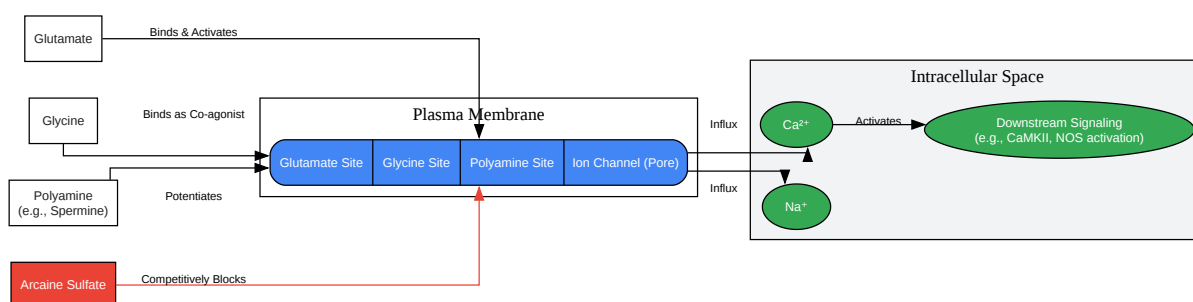 Glutamate
Binds & Activates
Glycine
Binds as Co-agonist
Polyamine
(e.g., Spermine)
Potentiates
Arcaine Sulfate
Competitively Blocks
Plasma Membrane
Glutamate Site
Glycine Site
Polyamine Site
Ion Channel (Pore)
Influx
Influx
Intracellular Space
Ca²⁺
Activates
Downstream Signaling
(e.g., CaMKII, NOS activation)
Na⁺